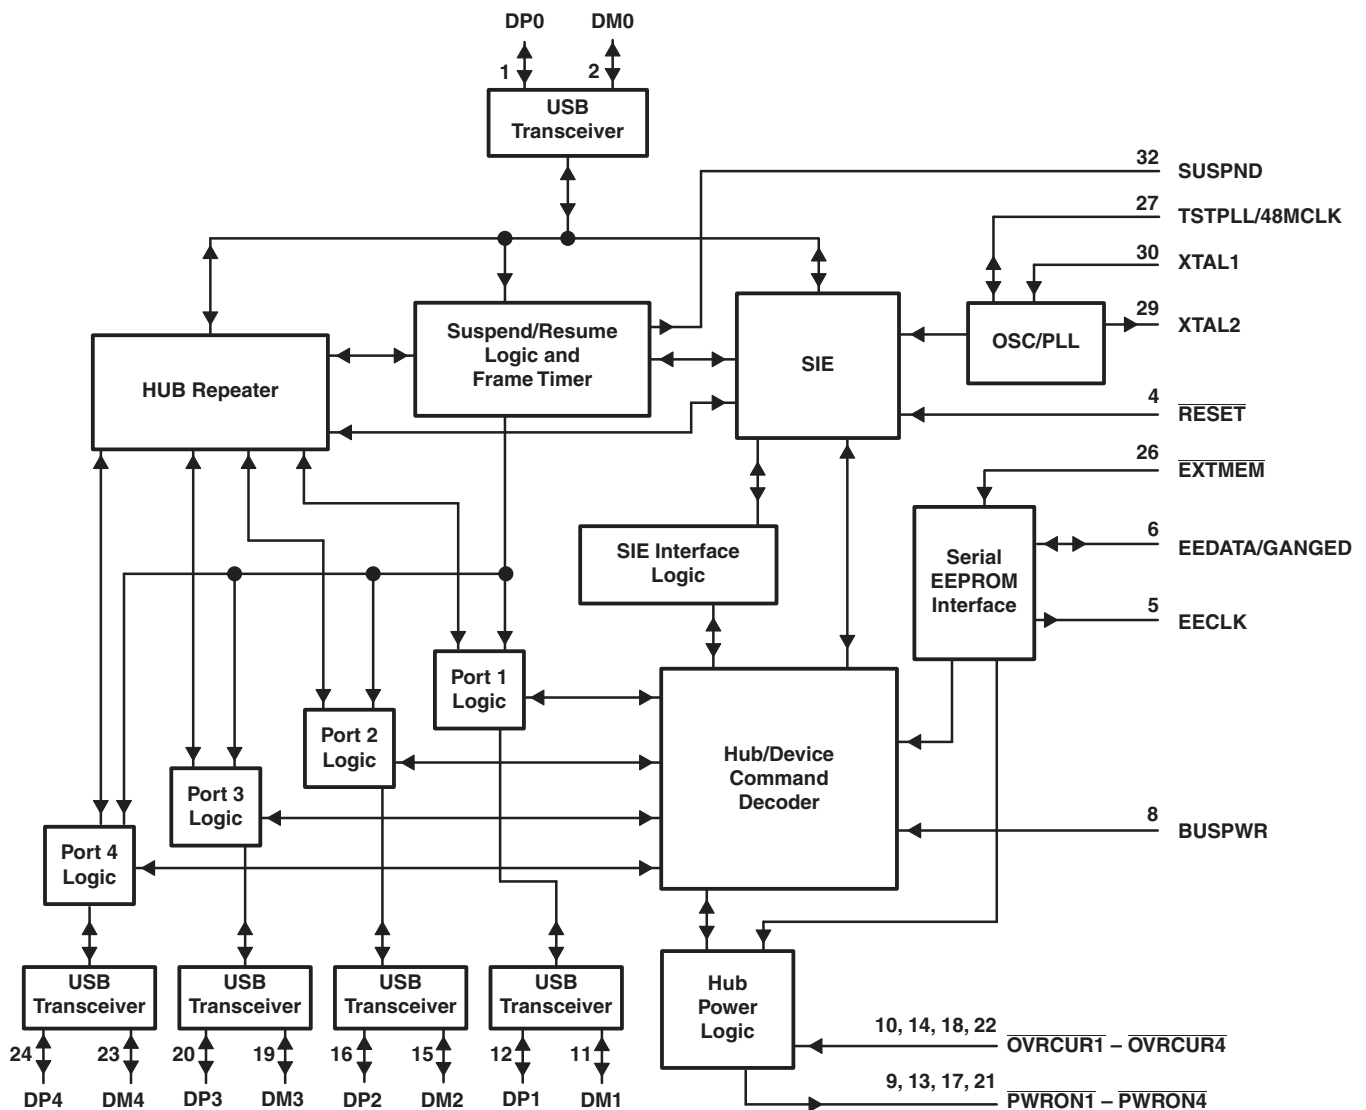 DP0 DM0
1 2
USB
Transceiver
32 SUSPND
27 TSTPLL/48MCLK
30 XTAL1
29 XTAL2
OSC/PLL
Suspend/Resume
Logic and
Frame Timer
SIE
HUB Repeater
4 RESET
26 EXTMEM
6 EEDATA/GANGED
5 EECLK
Serial
EEPROM
Interface
SIE Interface
Logic
Port 1
Logic
Port 2
Logic
Port 3
Logic
Port 4
Logic
Hub/Device
Command
Decoder
8 BUSPWR
USB
Transceiver
USB
Transceiver
USB
Transceiver
USB
Transceiver
Hub
Power
Logic
10, 14, 18, 22 OVRCUR1 – OVRCUR4
9, 13, 17, 21 PWRON1 – PWRON4
24 23 20 19 16 15 12 11
DP4 DM4 DP3 DM3 DP2 DM2 DP1 DM1